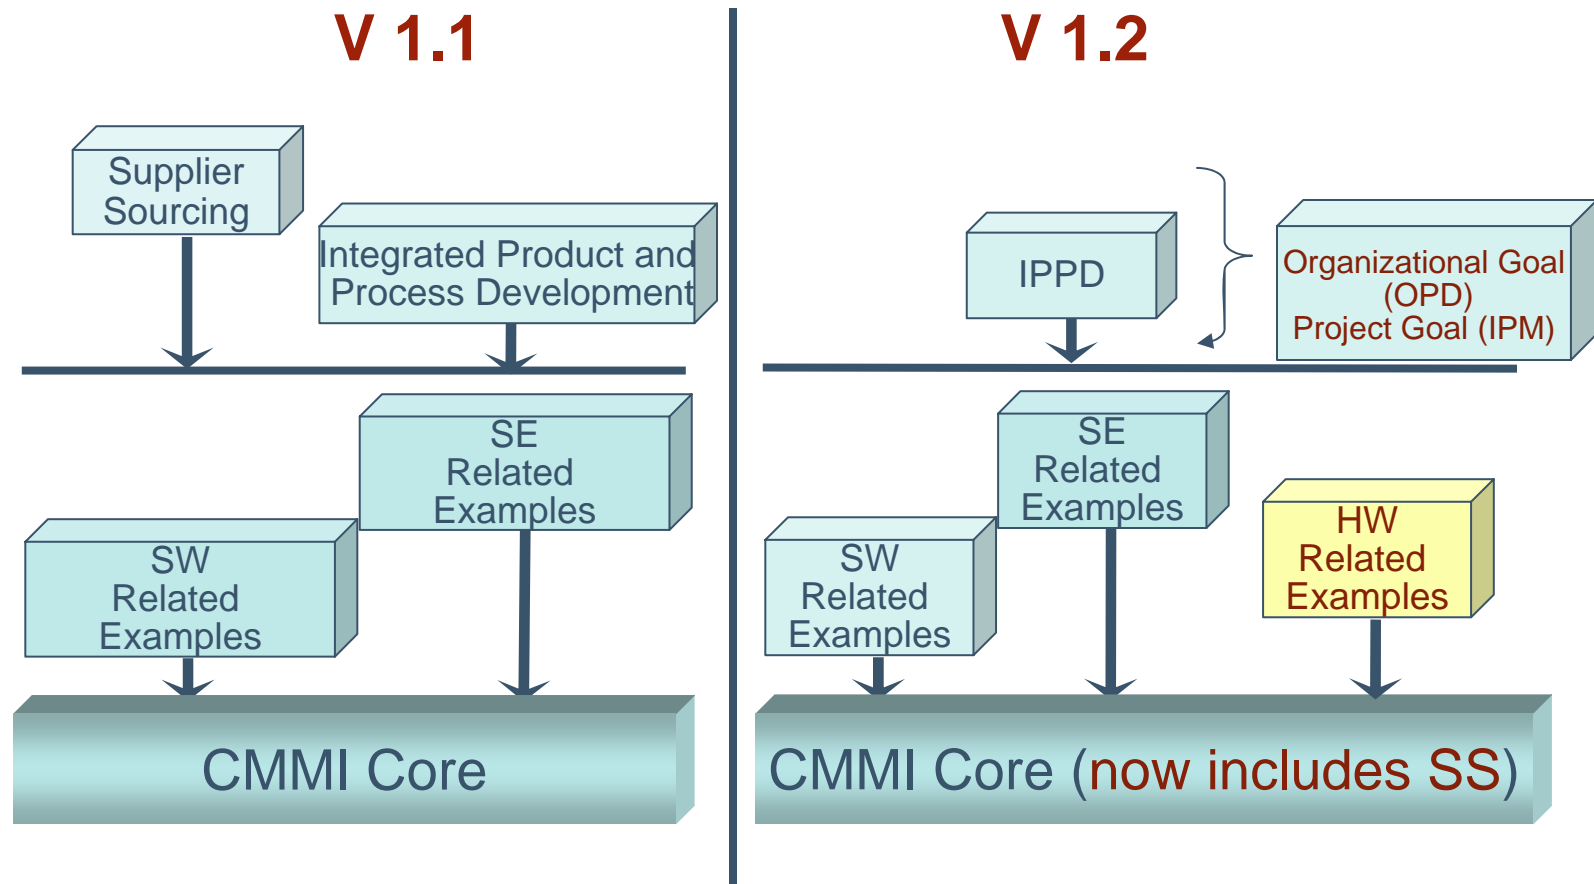 V 1.1
Supplier
Sourcing
Integrated Product and
Process Development
SE
Related
Examples
SW
Related
Examples
CMMI Core
V 1.2
IPPD
Organizational Goal
(OPD)
Project Goal (IPM)
SE
Related
Examples
HW
Related
Examples
SW
Related
Examples
CMMI Core (now includes SS)